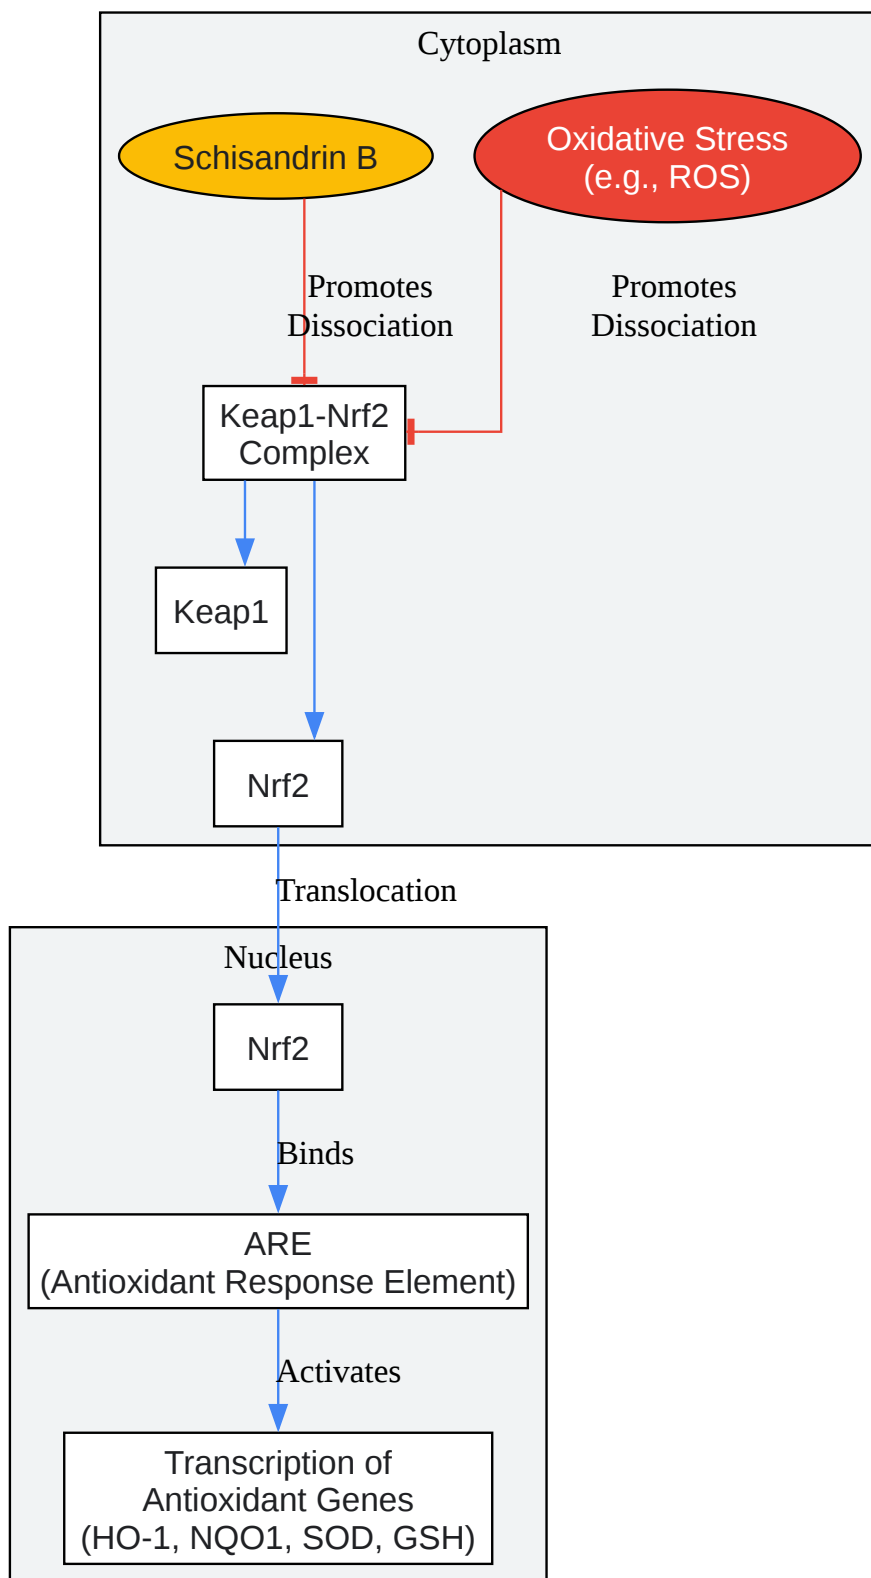 Cytoplasm
Schisandrin B
Oxidative Stress
(e.g., ROS)
Promotes
Dissociation
Promotes
Dissociation
Keap1-Nrf2
Complex
Keap1
Nrf2
Translocation
Nucleus
Nrf2
Binds
ARE
(Antioxidant Response Element)
Activates
Transcription of
Antioxidant Genes
(HO-1, NQO1, SOD, GSH)